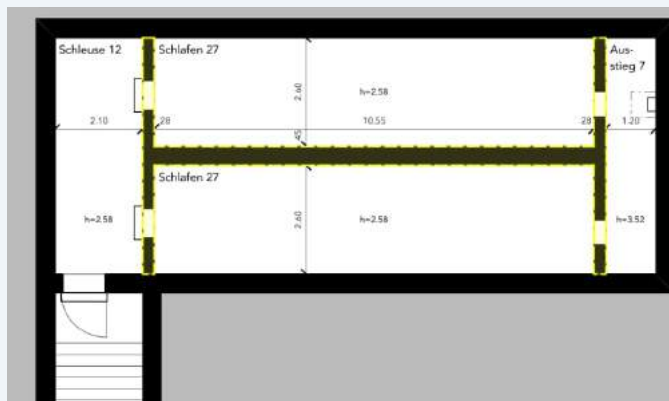 Schleuse 12
Schlafen 27
Aus-
stieg 7
2.60
h=2.58
2.10
28
10.55
28
1.20
45
Schlafen 27
h=2.58
2.60
h=2.58
h=3.52